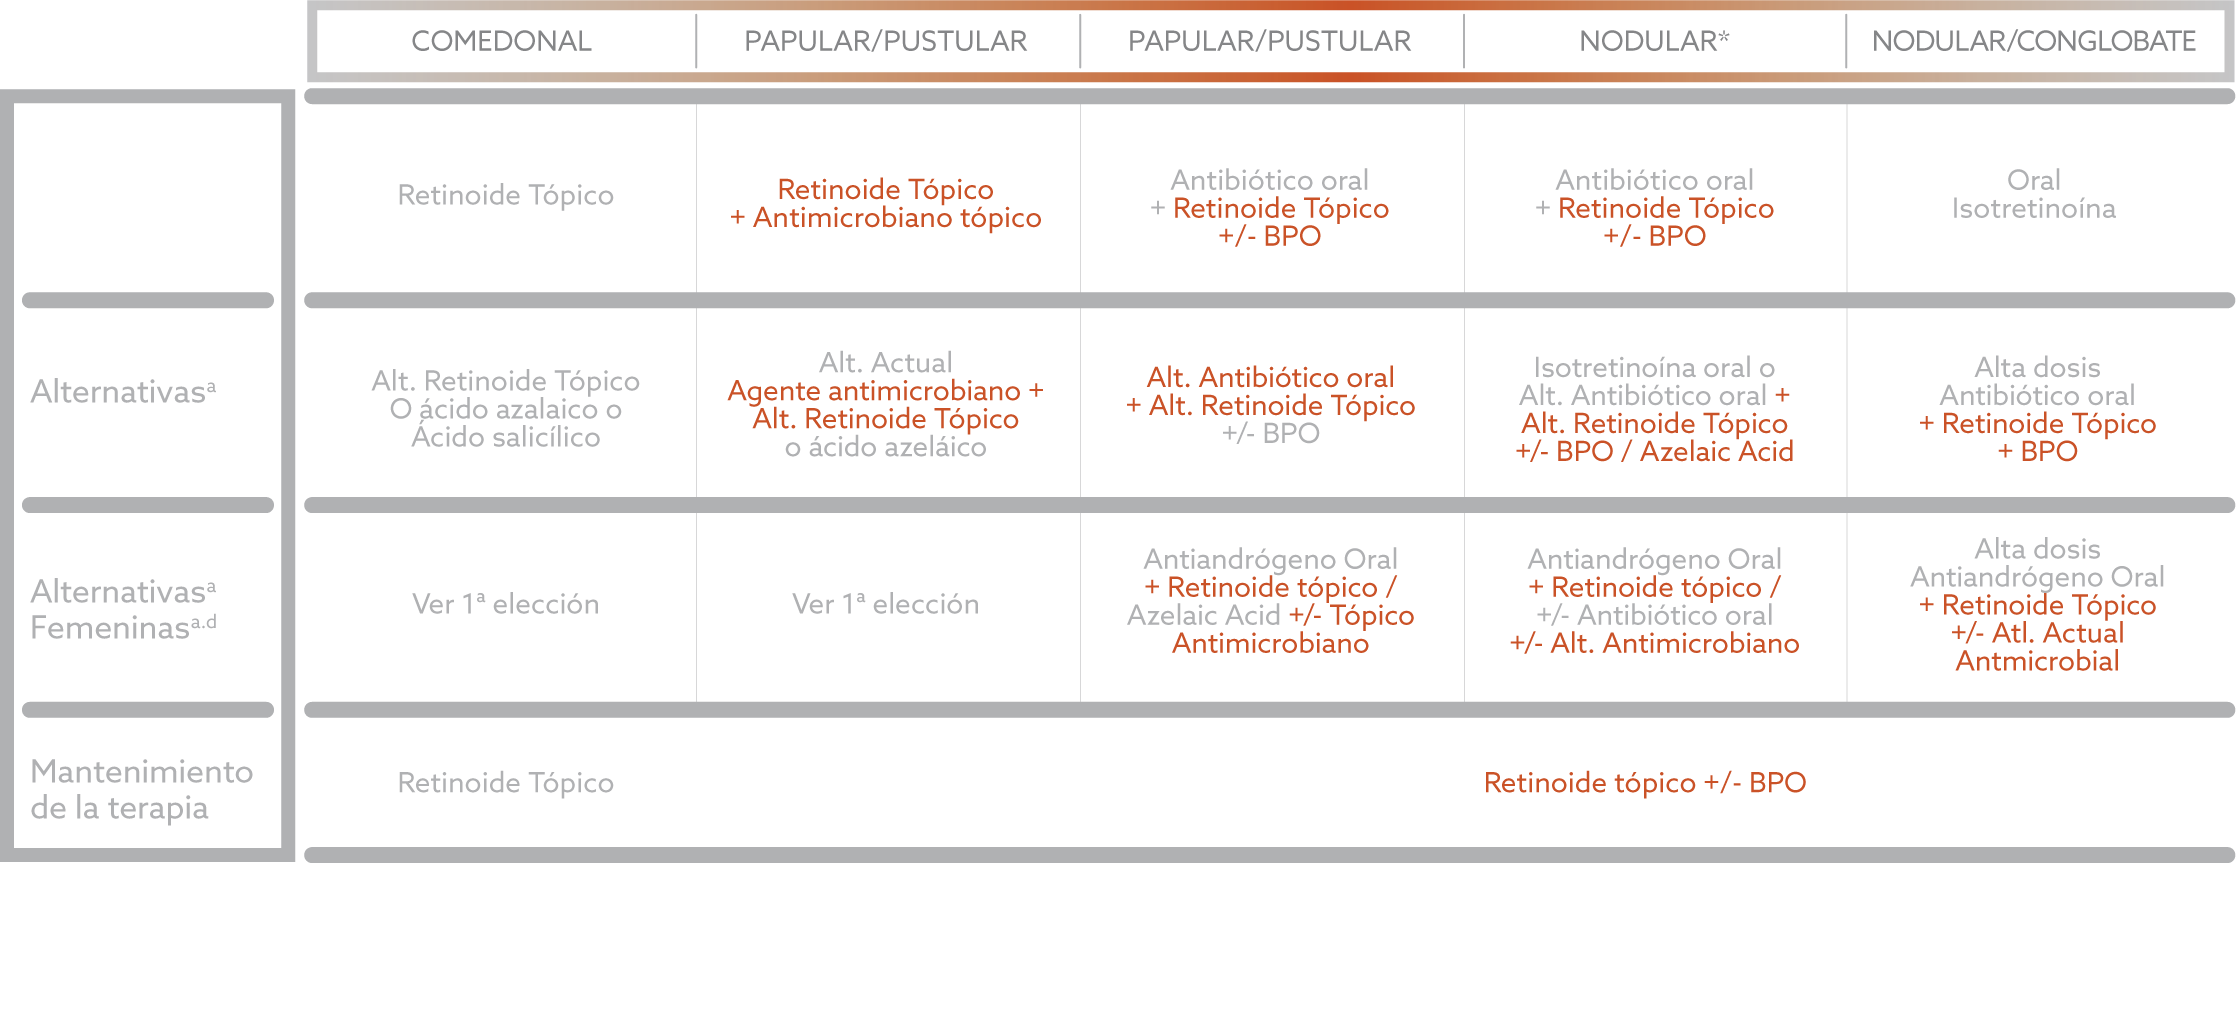 COMEDONAL
PAPULAR/PUSTULAR
PAPULAR/PUSTULAR
NODULAR*
NODULAR/CONGLOBATE
Retinoide Tópico
Retinoide Tópico
+ Antimicrobiano tópico
Antibiótico oral
+ Retinoide Tópico
+/- BPO
Antibiótico oral
+ Retinoide Tópico
+/- BPO
Oral
Isotretinoína
Alternativasª
Alt. Retinoide Tópico
O ácido azalaico o
Ácido salicílico
Alt. Actual
Agente antimicrobiano +
Alt. Retinoide Tópico
o ácido azeláico
Alt. Antibiótico oral
+ Alt. Retinoide Tópico
+/- BPO
Isotretinoína oral o
Alt. Antibiótico oral +
Alt. Retinoide Tópico
+/- BPO / Azelaic Acid
Alta dosis
Antibiótico oral
+ Retinoide Tópico
+ BPO
Alternativasª
Femeninasª·ᵈ
Ver 1ª elección
Ver 1ª elección
Antiandrógeno Oral
+ Retinoide tópico /
Azelaic Acid +/- Tópico
Antimicrobiano
Antiandrógeno Oral
+ Retinoide tópico /
+/- Antibiótico oral
+/- Alt. Antimicrobiano
Alta dosis
Antiandrógeno Oral
+ Retinoide Tópico
+/- Atl. Actual
Antmicrobial
Mantenimiento
de la terapia
Retinoide Tópico
Retinoide tópico +/- BPO